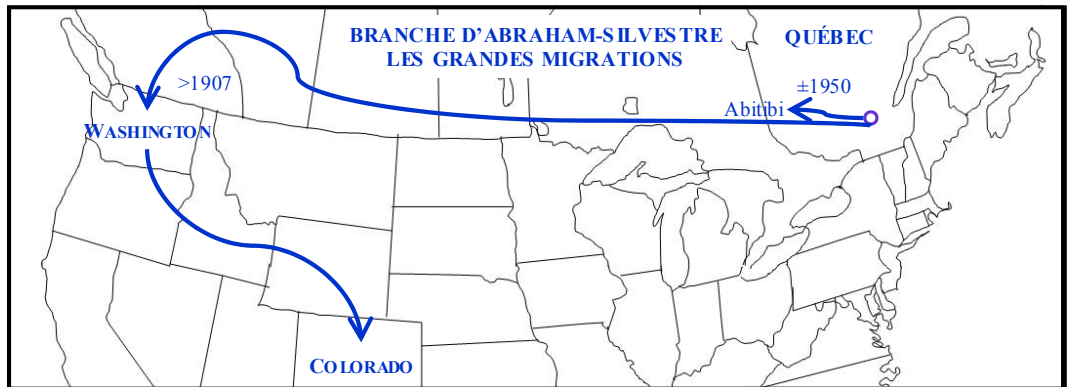 BRANCHE D'ABRAHAM-SILVESTRE
LES GRANDES MIGRATIONS
QUÉBEC
>1907
±1950
Abitibi
WASHINGTON
COLORADO